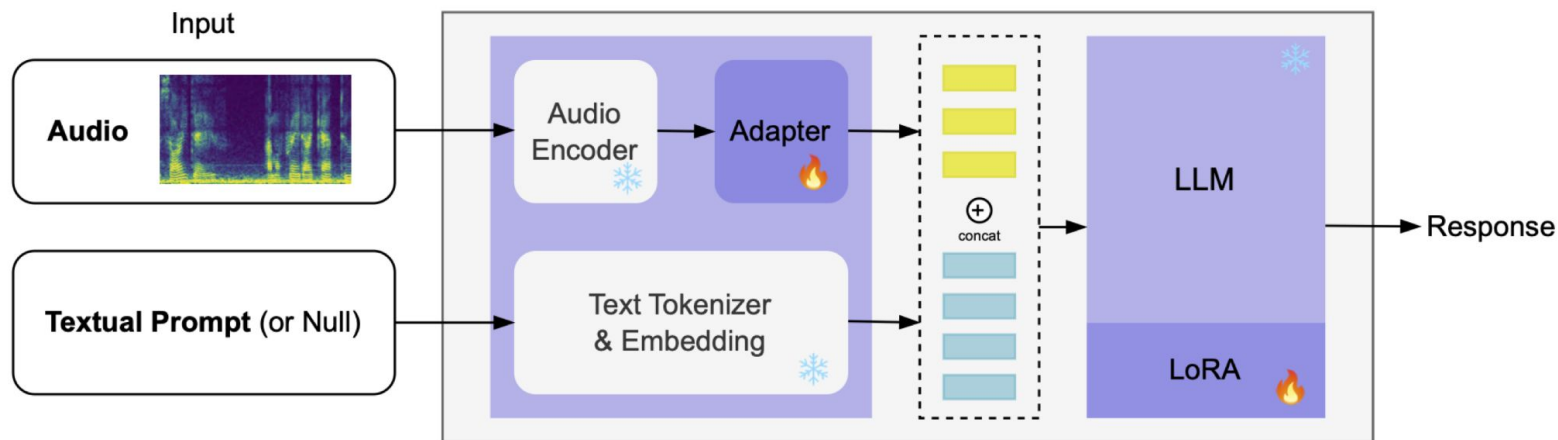 Input
Audio
Audio
Encoder
Adapter
concat
LLM
Response
Textual Prompt (or Null)
Text Tokenizer
& Embedding
LoRA